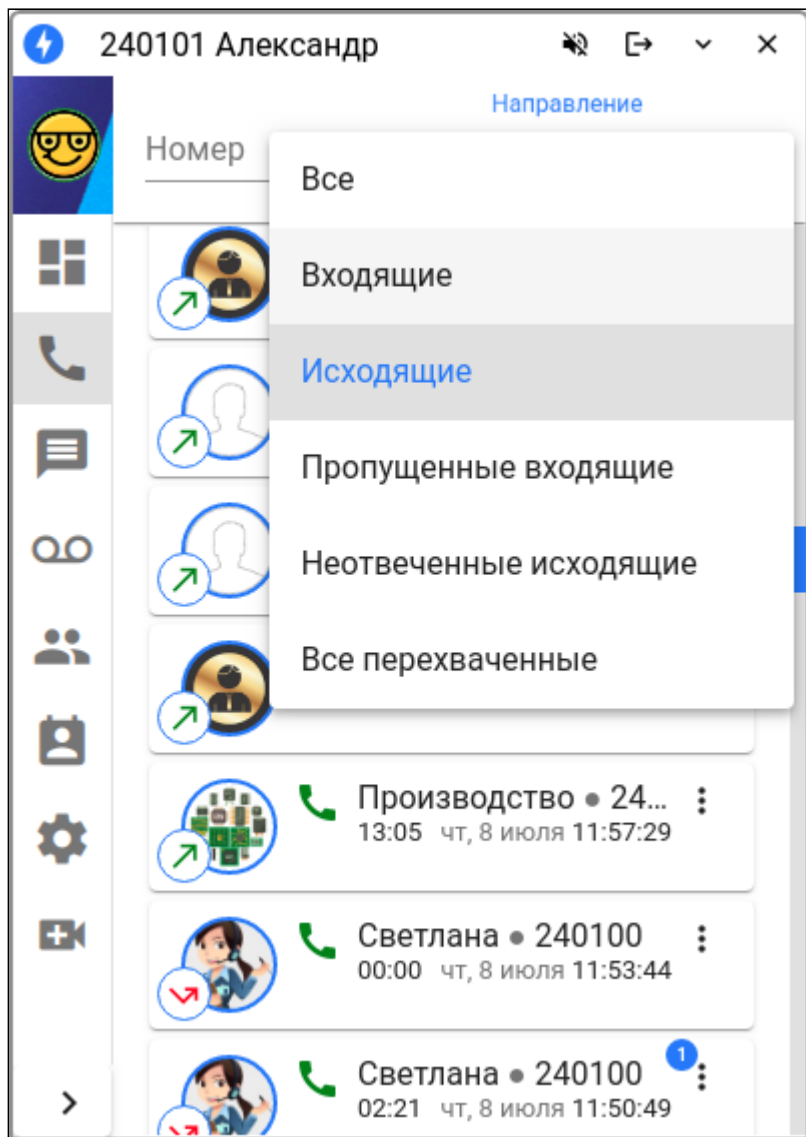 240101 Александр
Направление
Номер
Все
Входящие
Исходящие
Пропущенные входящие
Неотвеченные исходящие
Все перехваченные
Производство ● 24...
13:05 чт, 8 июля 11:57:29
Светлана ● 240100
00:00 чт, 8 июля 11:53:44
1
Светлана ● 240100
02:21 чт, 8 июля 11:50:49